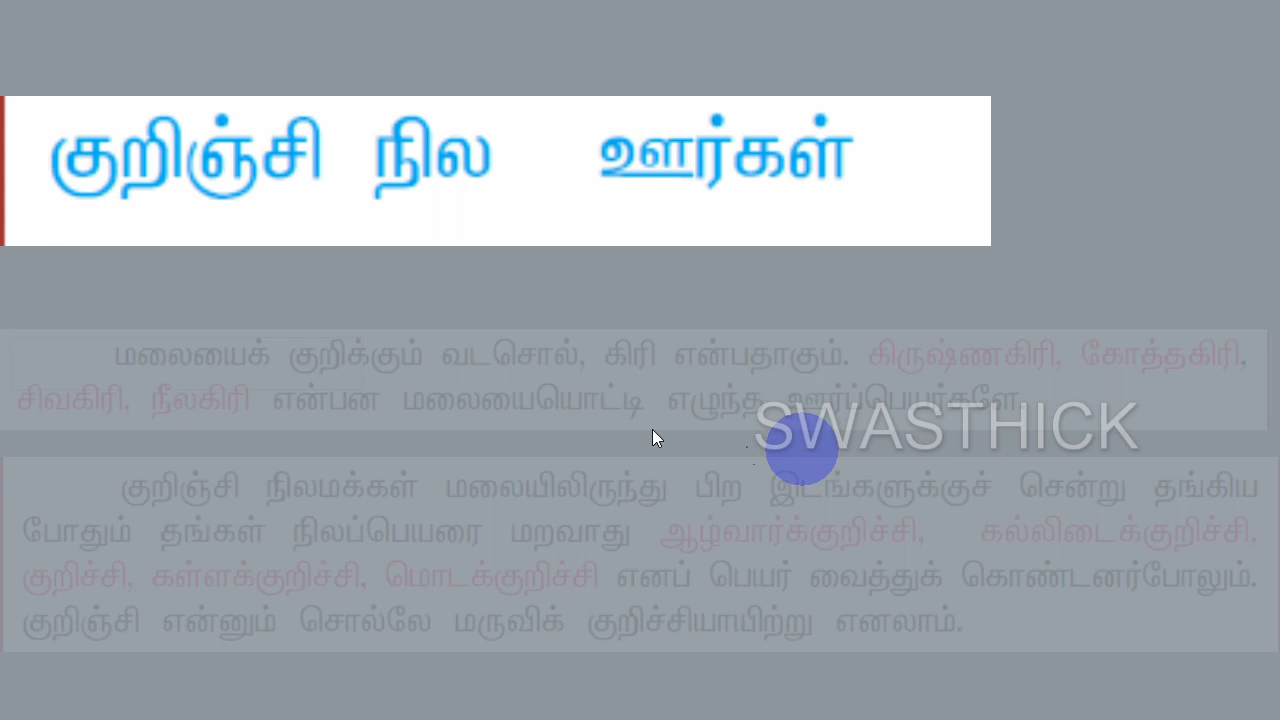 குறிஞ்சி நில ஊர்கள்
மலையைக் குறிக்கும் வடசொல், கிரி என்பதாகும். கிருஷ்ணகிரி, கோத்தகிரி,
சிவகிரி, நீலகிரி என்பன மலையையொட்டி எழுந்த ஊர்ப்பெயர்களே
SWASTHICK
குறிஞ்சி நிலமக்கள் மலையிலிருந்து பிற இடங்களுக்குச் சென்று தங்கிய
போதும் தங்கள் நிலப்பெயரை மறவாது ஆழ்வார்க்குறிச்சி, கல்லிடைக்குறிச்சி,
குறிச்சி, கள்ளக்குறிச்சி, மொடக்குறிச்சி எனப் பெயர் வைத்துக் கொண்டனர்போலும்.
குறிஞ்சி என்னும் சொல்லே மருவிக் குறிச்சியாயிற்று எனலாம்.